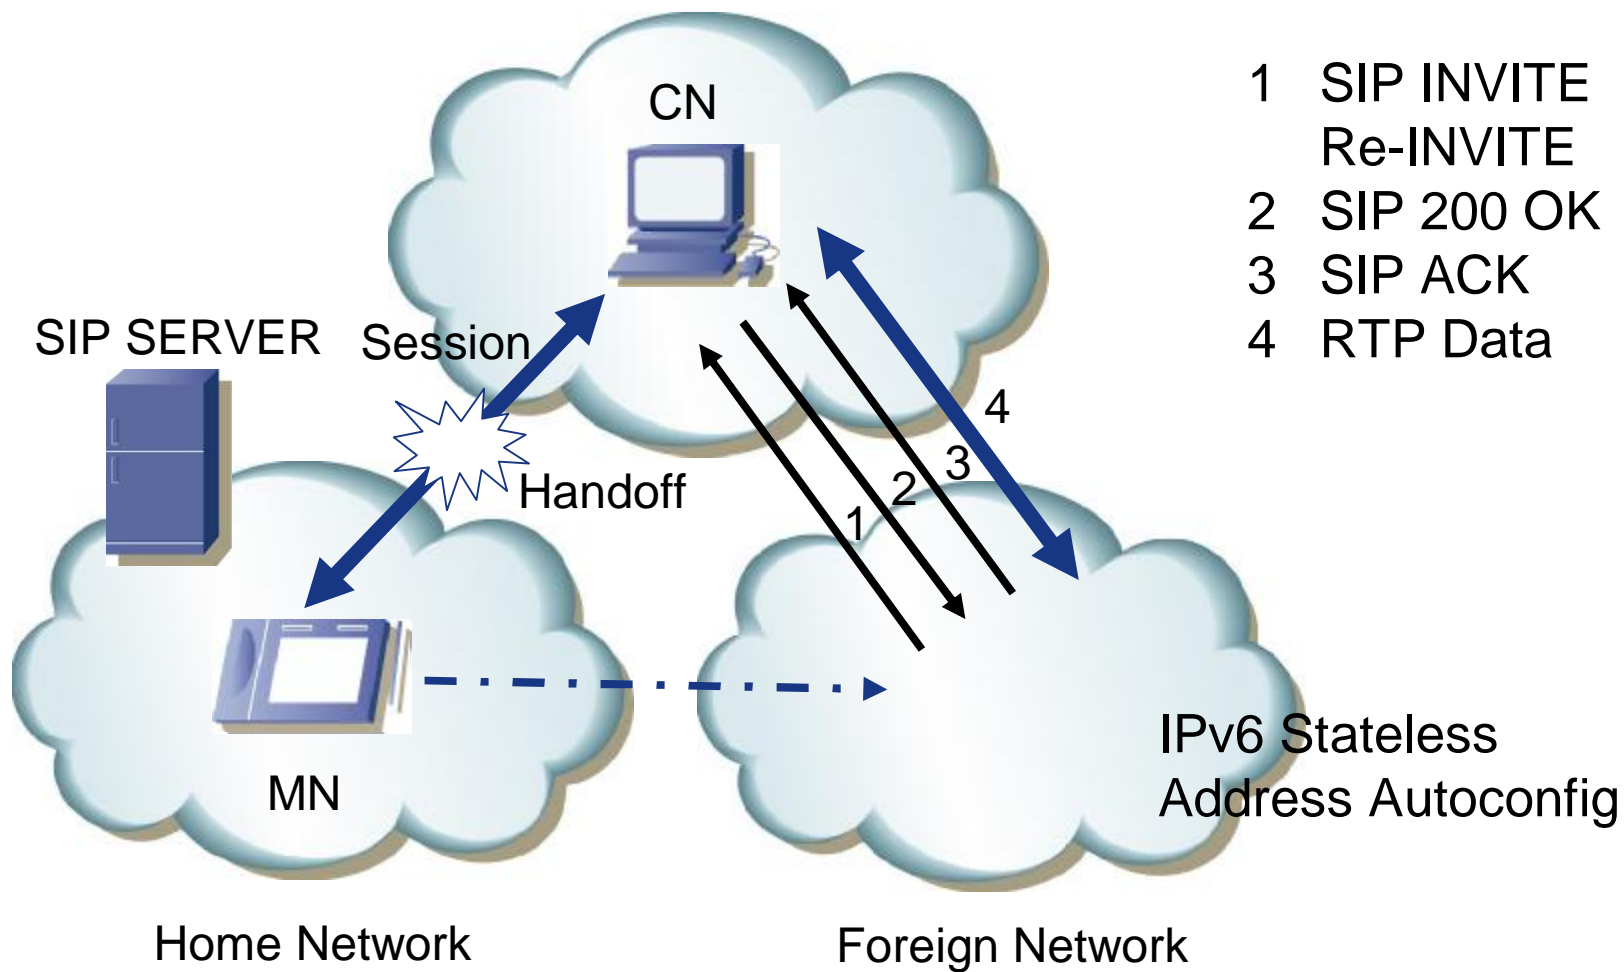 CN
1 SIP INVITE
Re-INVITE
2 SIP 200 OK
3 SIP ACK
4 RTP Data
SIP SERVER
Session
Handoff
1
2
3
4
MN
IPv6 Stateless
Address Autoconfig
Home Network
Foreign Network